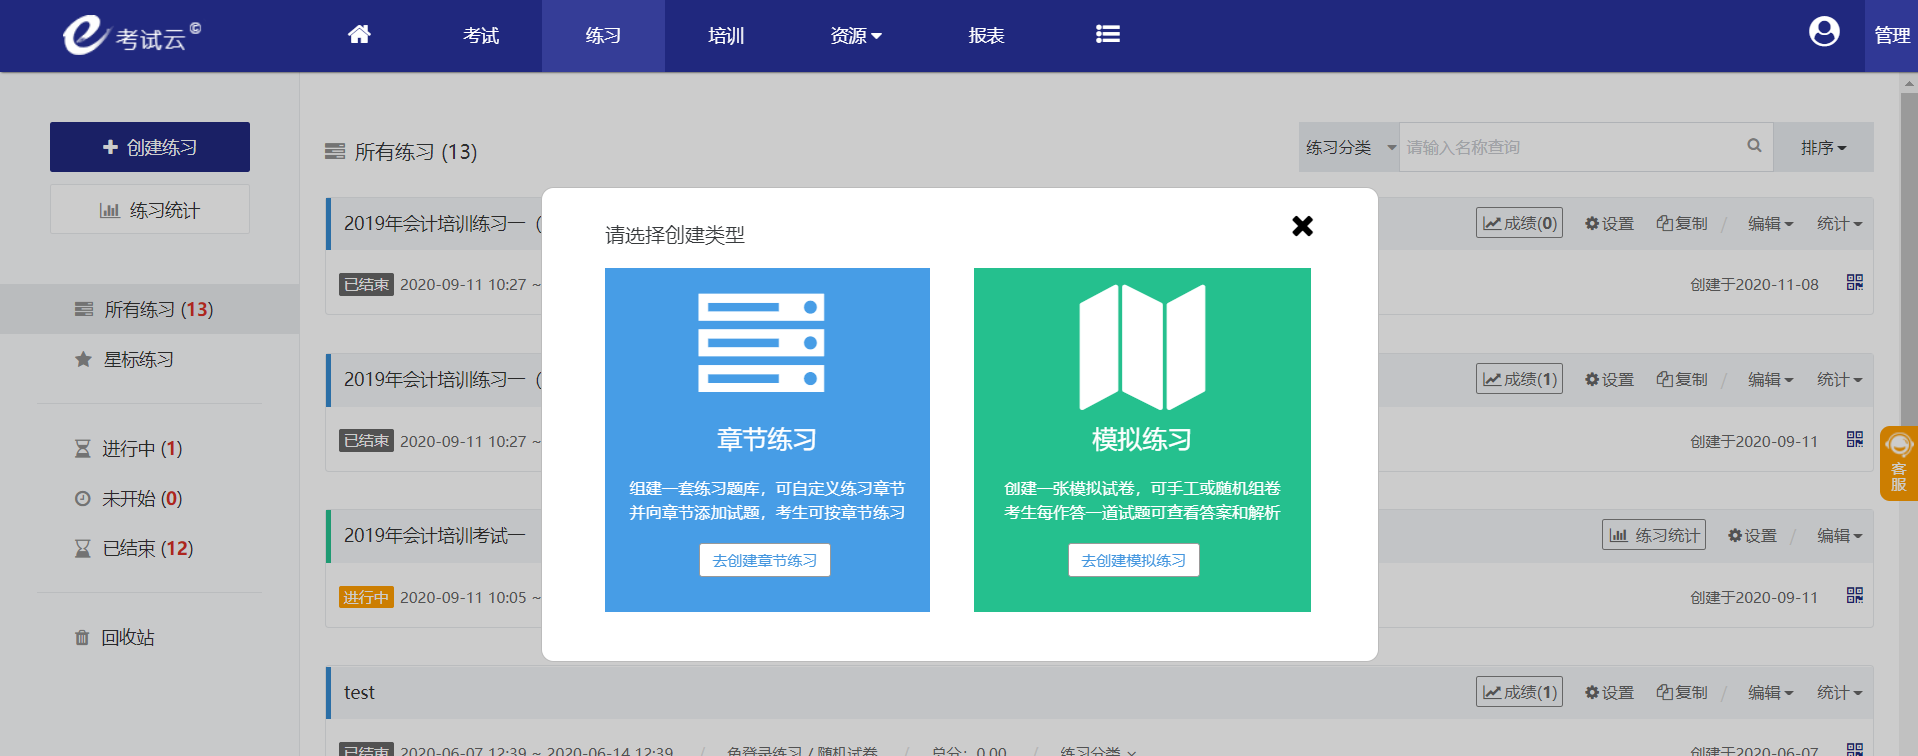 考试云©
考试
练习
培训
资源
报表
管理
创建练习
练习统计
所有练习 (13)
星标练习
进行中 (1)
未开始 (0)
已结束 (12)
回收站
所有练习 (13)
练习分类
请输入名称查询
排序
2019年会计培训练习一（
成绩(0)
设置
复制
/
编辑
统计
已结束
2020-09-11 10:27 ~
创建于2020-11-08
2019年会计培训练习一（
成绩(1)
设置
复制
/
编辑
统计
已结束
2020-09-11 10:27 ~
创建于2020-09-11
2019年会计培训考试一
练习统计
设置
/
编辑
进行中
2020-09-11 10:05 ~
创建于2020-09-11
test
成绩(1)
设置
复制
/
编辑
统计
已结束
2020-06-07 12:39 ~ 2020-06-14 12:39
/
免登录练习 / 随机试卷
/
总分：0.00
/
练习分类
创建于2020-06-07
请选择创建类型
章节练习
组建一套练习题库，可自定义练习章节
并向章节添加试题，考生可按章节练习
去创建章节练习
模拟练习
创建一张模拟试卷，可手工或随机组卷
考生每作答一道试题可查看答案和解析
去创建模拟练习
客
服